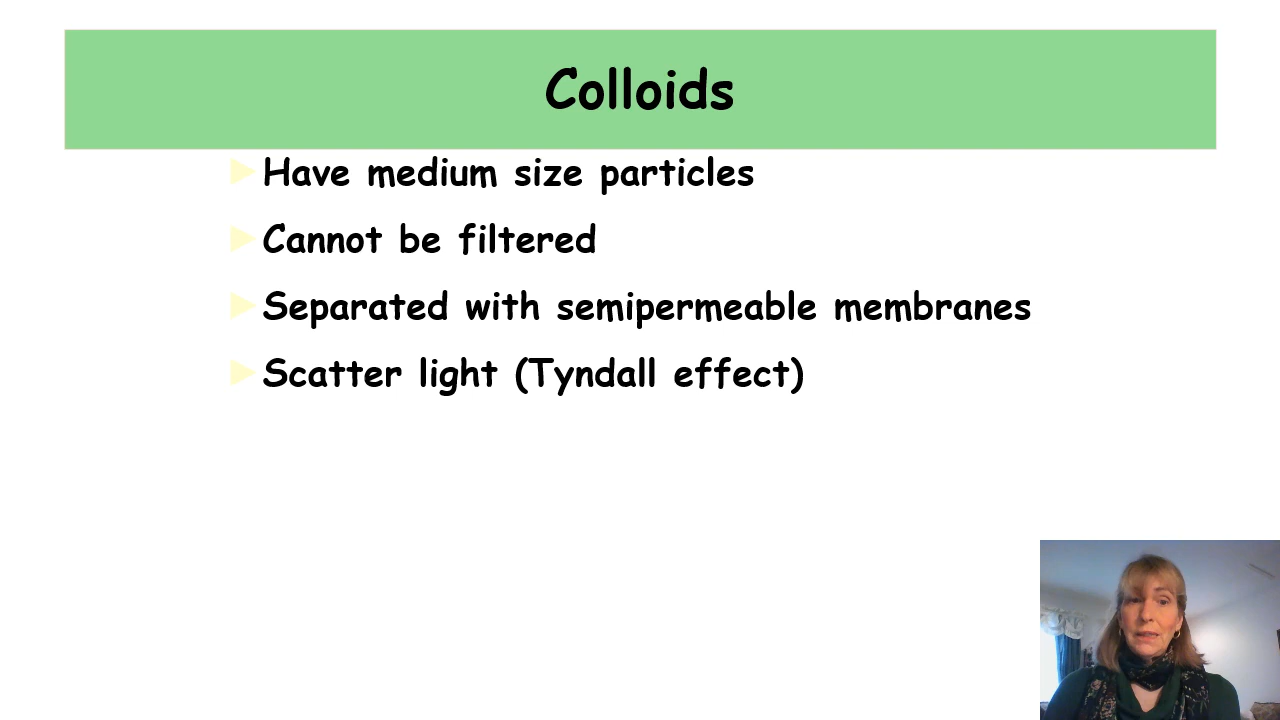 Colloids
Have medium size particles
Cannot be filtered
Separated with semipermeable membranes
Scatter light (Tyndall effect)